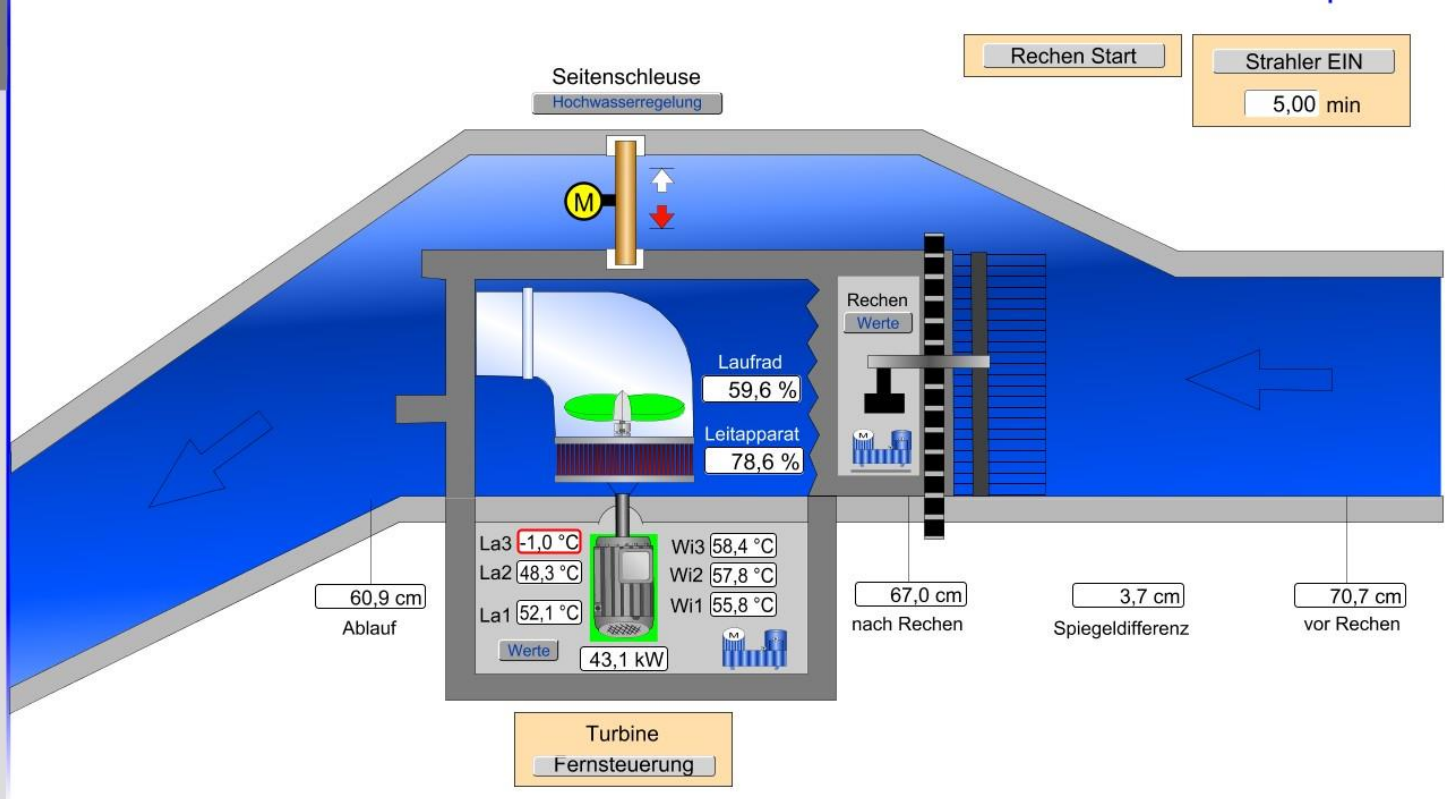 Rechen Start
Strahler EIN
5,00 min
Seitenschleuse
Hochwasserregelung
M
Rechen
Werte
Laufrad
59,6 %
Leitapparat
78,6 %
M
La3 -1,0 °C
La2 48,3 °C
La1 52,1 °C
Wi3 58,4 °C
Wi2 57,8 °C
Wi1 55,8 °C
Werte
43,1 kW
M
60,9 cm
Ablauf
67,0 cm
nach Rechen
3,7 cm
Spiegeldifferenz
70,7 cm
vor Rechen
Turbine
Fernsteuerung